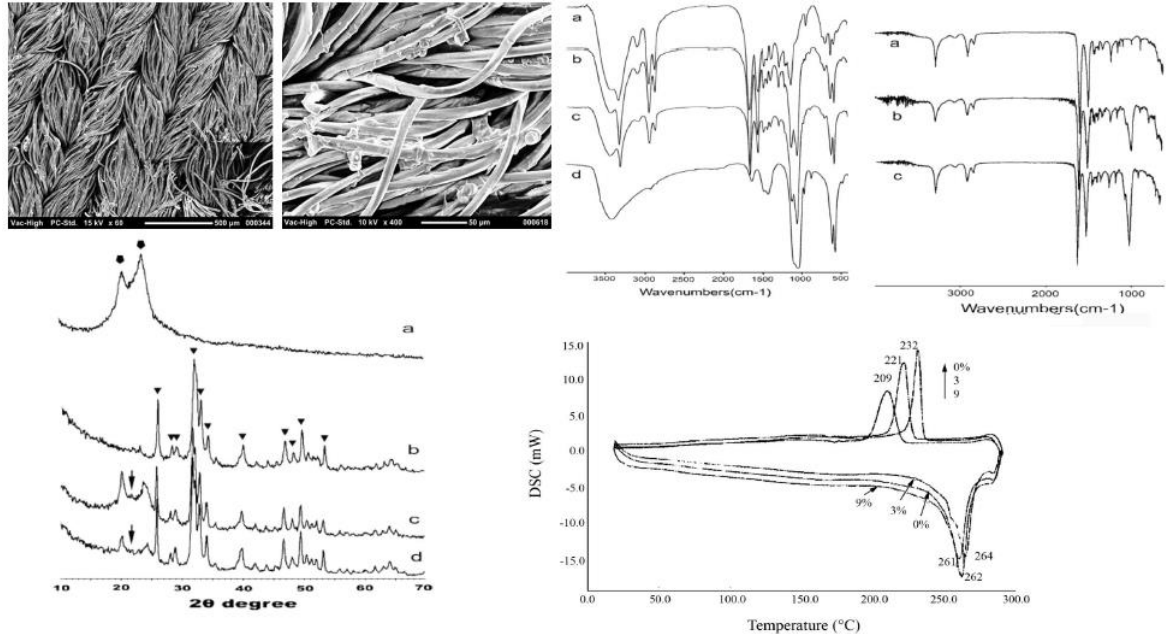 Vac-High PC-Std. 15 kV x 60 500 µm 000344
Vac-High PC-Std. 10 kV x 400 50 µm 000618
a
b
c
d
3500 3000 2500 2000 1500 1000 500
Wavenumbers(cm-1)
a
b
c
3000 2000 1000
Wavenumbers(cm-1)
a
b
c
d
10 20 30 40 50 60 70
2θ degree
15.0
10.0
5.0
0.0
-5.0
-10.0
-15.0
DSC (mW)
209
221
232
0%
3
9
9%
3%
0%
261
262
264
0.0 50.0 100.0 150.0 200.0 250.0 300.0
Temperature (°C)